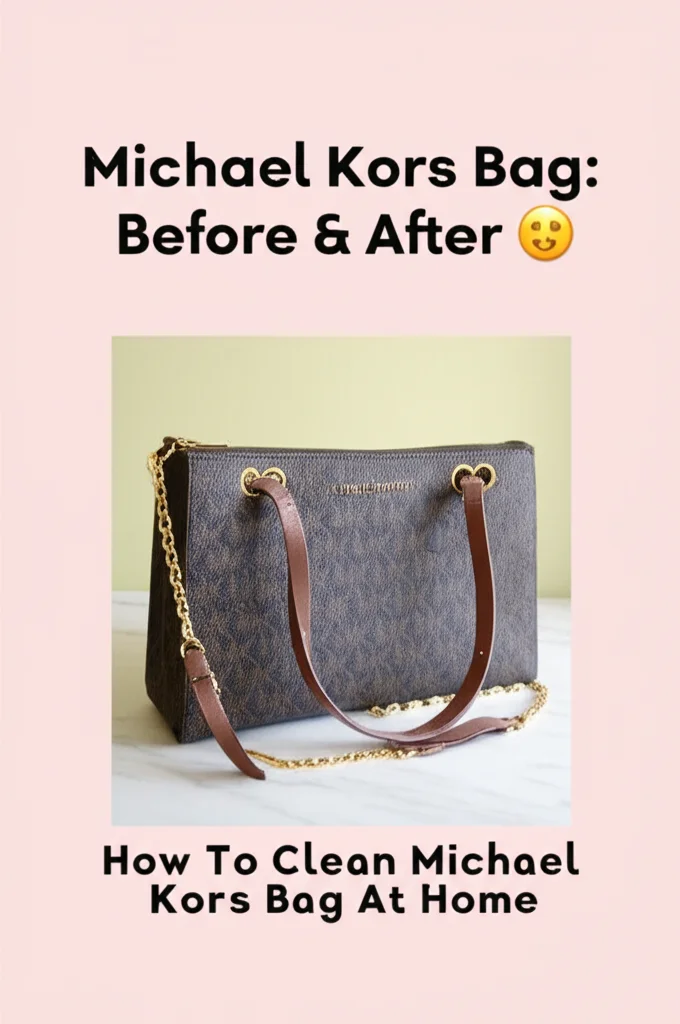 Michael Kors Bag:
Before & After
How To Clean Michael
Kors Bag At Home